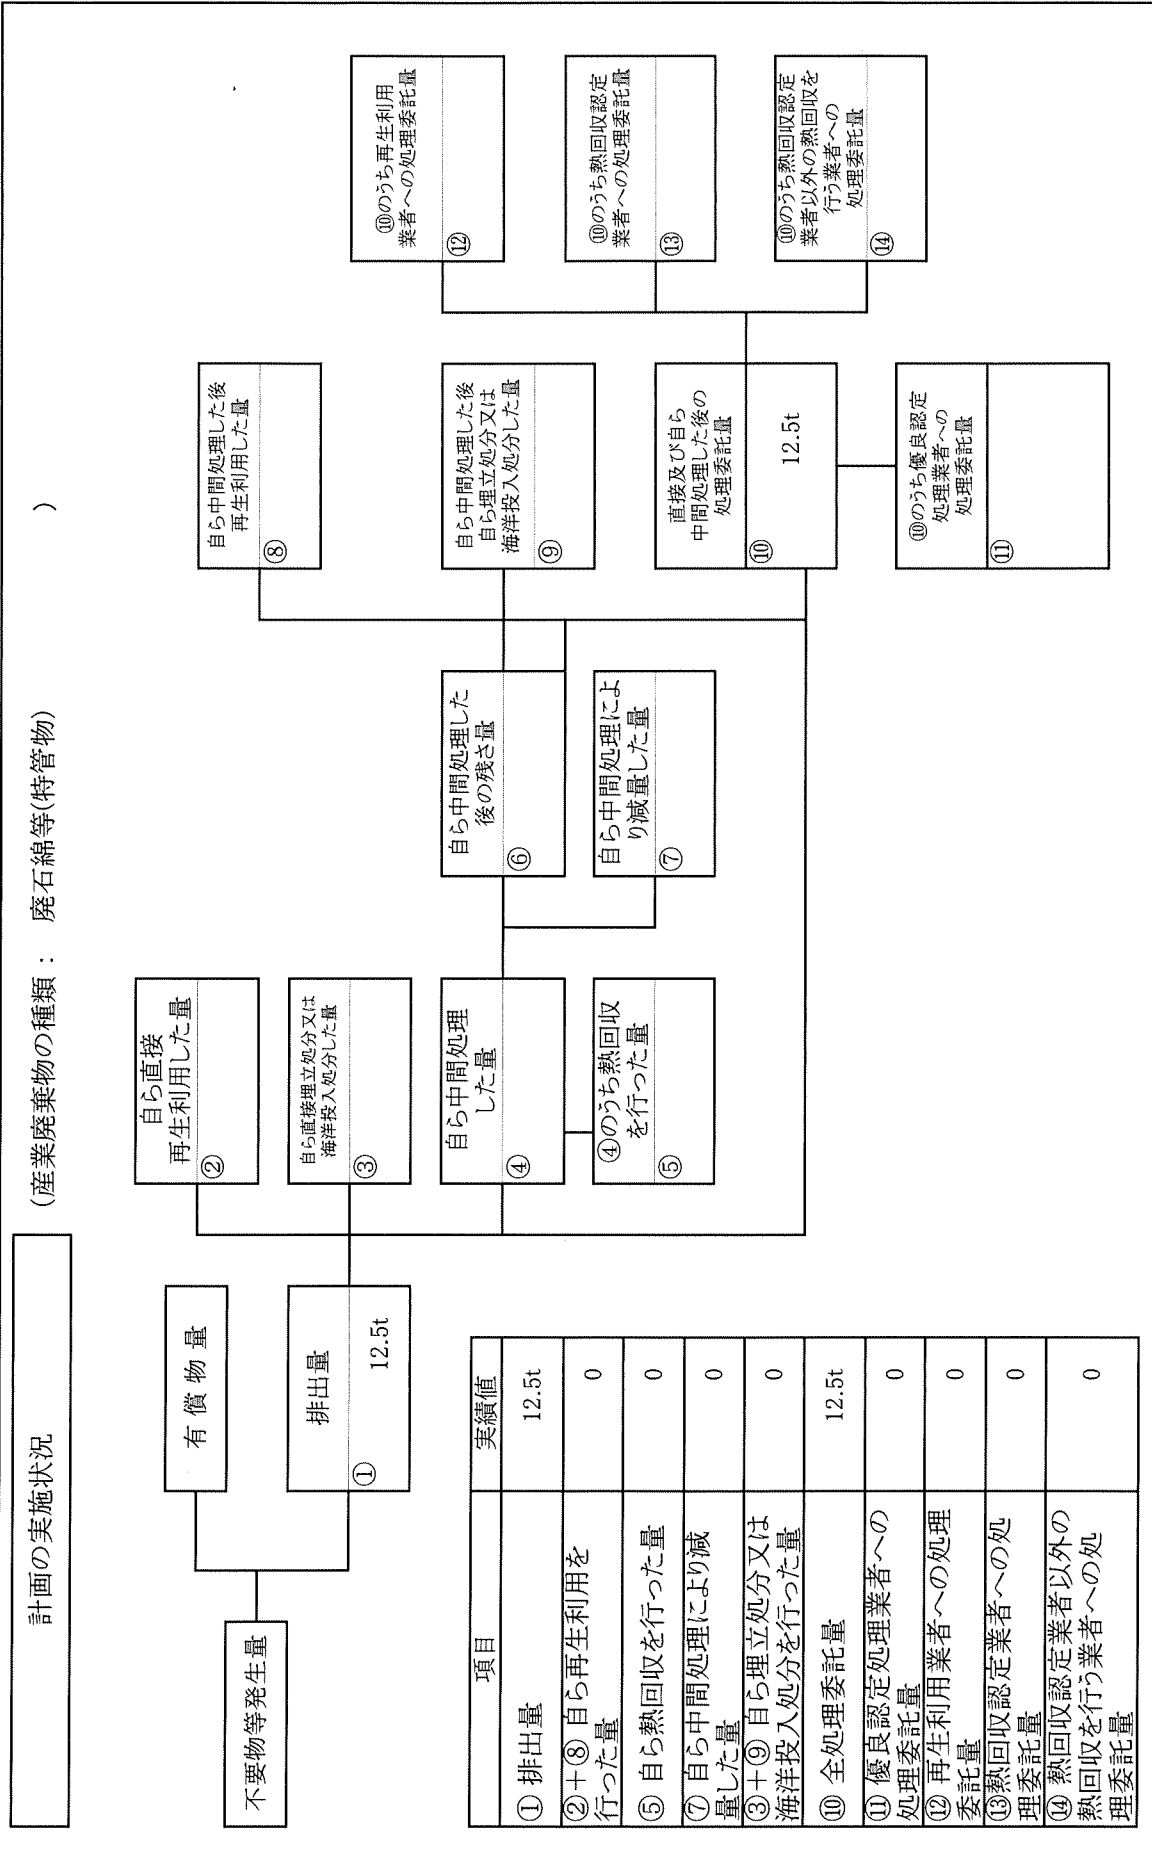 計画の実施状況
(産業廃棄物の種類: 廃石綿等(特管物) )
不要物等発生量
有償物量
排出量
① 12.5t
自ら直接
再生利用した量
②
自ら直接埋立処分又は
海洋投入処分した量
③
自ら中間処理
した量
④
④のうち熱回収
を行った量
⑤
自ら中間処理した
後の残さ量
⑥
自ら中間処理によ
り減量した量
⑦
自ら中間処理した後
再生利用した量
⑧
自ら中間処理した後
自ら埋立処分又は
海洋投入処分した量
⑨
直接及び自ら
中間処理した後の
処理委託量
⑩ 12.5t
⑩のうち優良認定
処理業者への
処理委託量
⑪
⑩のうち再生利用
業者への処理委託量
⑫
⑩のうち熱回収認定
業者への処理委託量
⑬
⑩のうち熱回収認定
業者以外の熱回収を
行う業者への
処理委託量
⑭
項目 実績値
① 排出量 12.5t
②+⑧ 自ら再生利用を
行った量 0
⑤ 自ら熱回収を行った量 0
⑦ 自ら中間処理により減
量した量 0
③+⑨ 自ら埋立処分又は
海洋投入処分を行った量 0
⑩ 全処理委託量 12.5t
⑪ 優良認定処理業者への
処理委託量 0
⑫ 再生利用業者への処理
委託量 0
⑬熱回収認定業者への処
理委託量 0
⑭ 熱回収認定業者以外の
熱回収を行う業者への処
理委託量 0